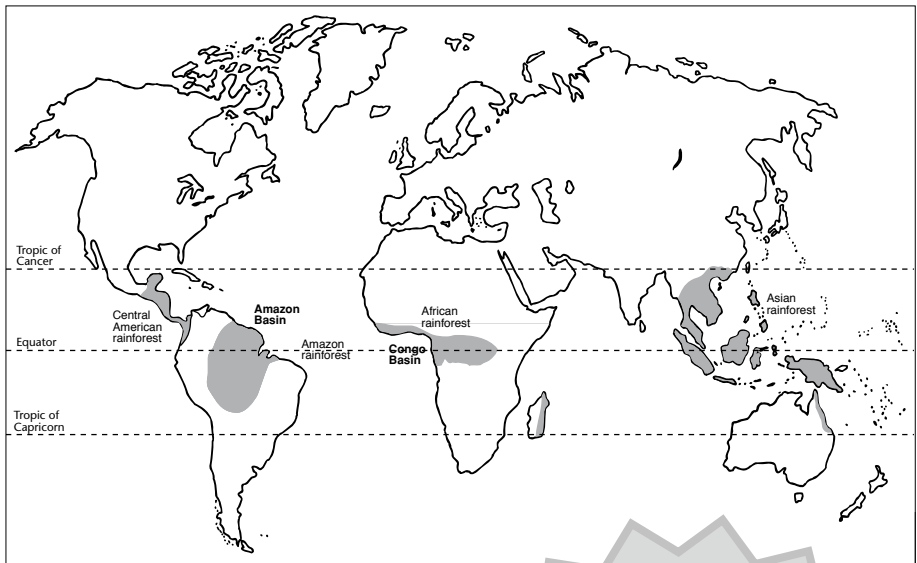 Tropic of
Cancer
Central
American
rainforest
Amazon
Basin
African
rainforest
Asian
rainforest
Equator
Amazon
rainforest
Congo
Basin
Tropic of
Capricorn